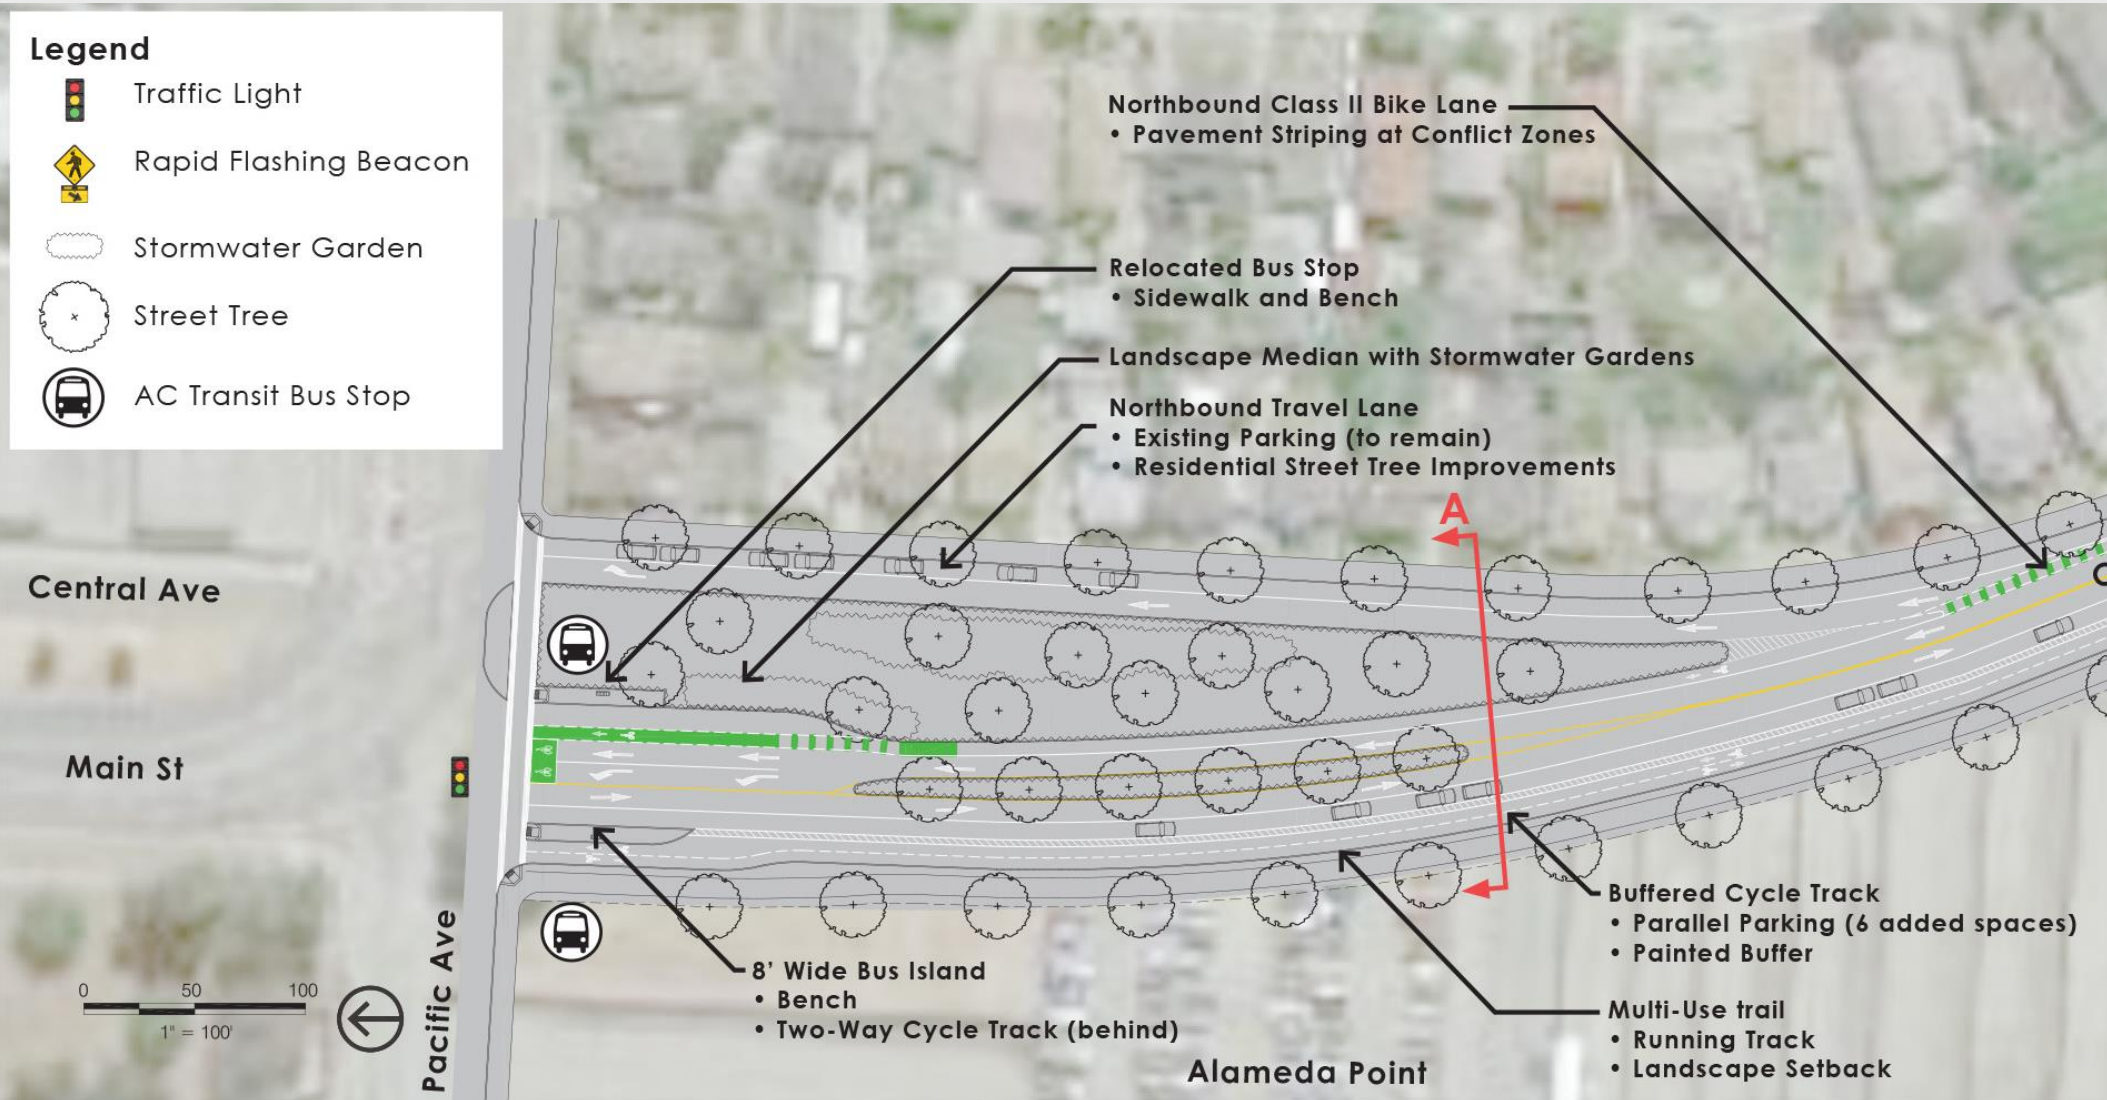 Legend
Traffic Light
Rapid Flashing Beacon
Stormwater Garden
Street Tree
AC Transit Bus Stop
Northbound Class II Bike Lane
• Pavement Striping at Conflict Zones
Relocated Bus Stop
• Sidewalk and Bench
Landscape Median with Stormwater Gardens
Northbound Travel Lane
• Existing Parking (to remain)
• Residential Street Tree Improvements
A
Central Ave
Main St
Pacific Ave
0 50 100
1" = 100'
8' Wide Bus Island
• Bench
• Two-Way Cycle Track (behind)
Buffered Cycle Track
• Parallel Parking (6 added spaces)
• Painted Buffer
Multi-Use trail
• Running Track
• Landscape Setback
Alameda Point